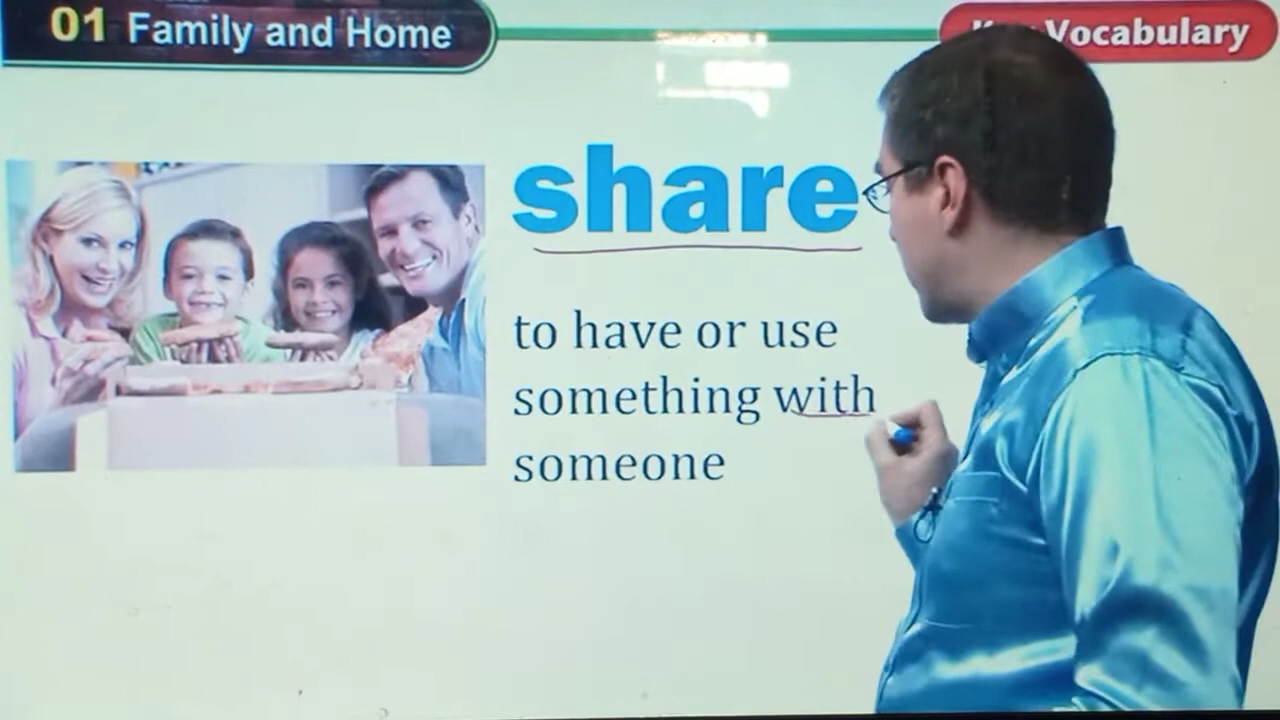 01 Family and Home
Vocabulary
share
to have or use
something with
someone